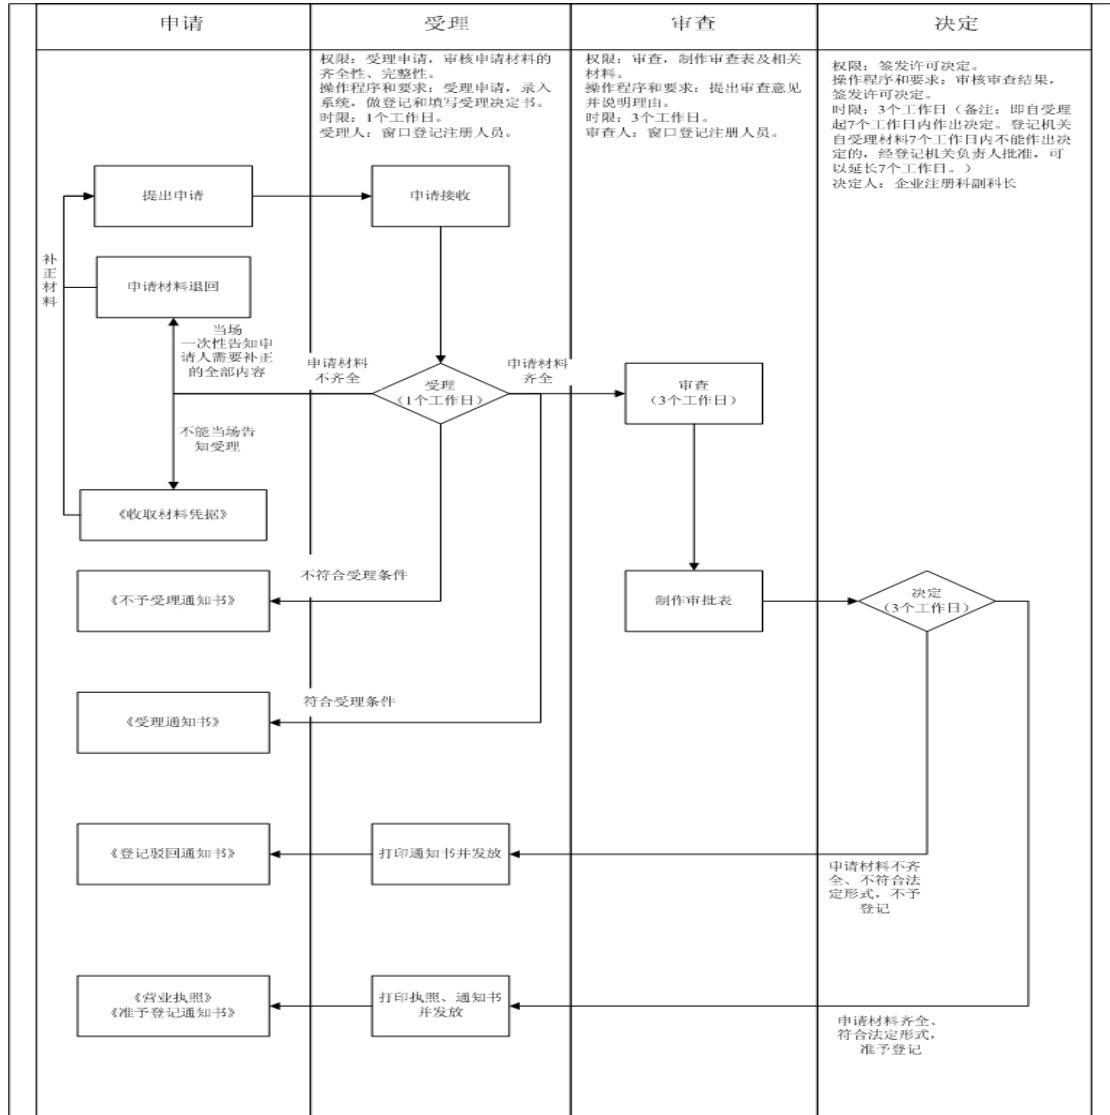 申请
受理
审查
决定
权限：受理申请，审核申请材料的
齐全性、完整性。
操作程序和要求：受理申请，录入
系统，做登记和填写受理决定书。
时限：1个工作日。
受理人：窗口登记注册人员。
权限：审查，制作审查表及相关
材料。
操作程序和要求：提出审查意见
并说明理由。
时限：3个工作日。
审查人：窗口登记注册人员。
权限：签发许可决定。
操作程序和要求：审核审查结果，
签发许可决定。
时限：3个工作日（备注：即自受理
起7个工作日内作出决定。登记机关
自受理材料7个工作日内不能作出决
定的，经登记机关负责人批准，可
以延长7个工作日。）
决定人：企业注册科副科长
提出申请
申请接收
补
正
材
料
申请材料退回
当场
一次性告知申
请人需要补正
的全部内容
申请材料
不齐全
受理
（1个工作日）
申请材料
齐全
审查
（3个工作日）
不能当场告
知受理
《收取材料凭据》
不符合受理条件
《不予受理通知书》
制作审批表
决定
（3个工作日）
符合受理条件
《受理通知书》
《登记驳回通知书》
打印通知书并发放
申请材料不齐
全、不符合法
定形式，不予
登记
《营业执照》
《准予登记通知书》
打印执照、通知书
并发放
申请材料齐全、
符合法定形式，
准予登记